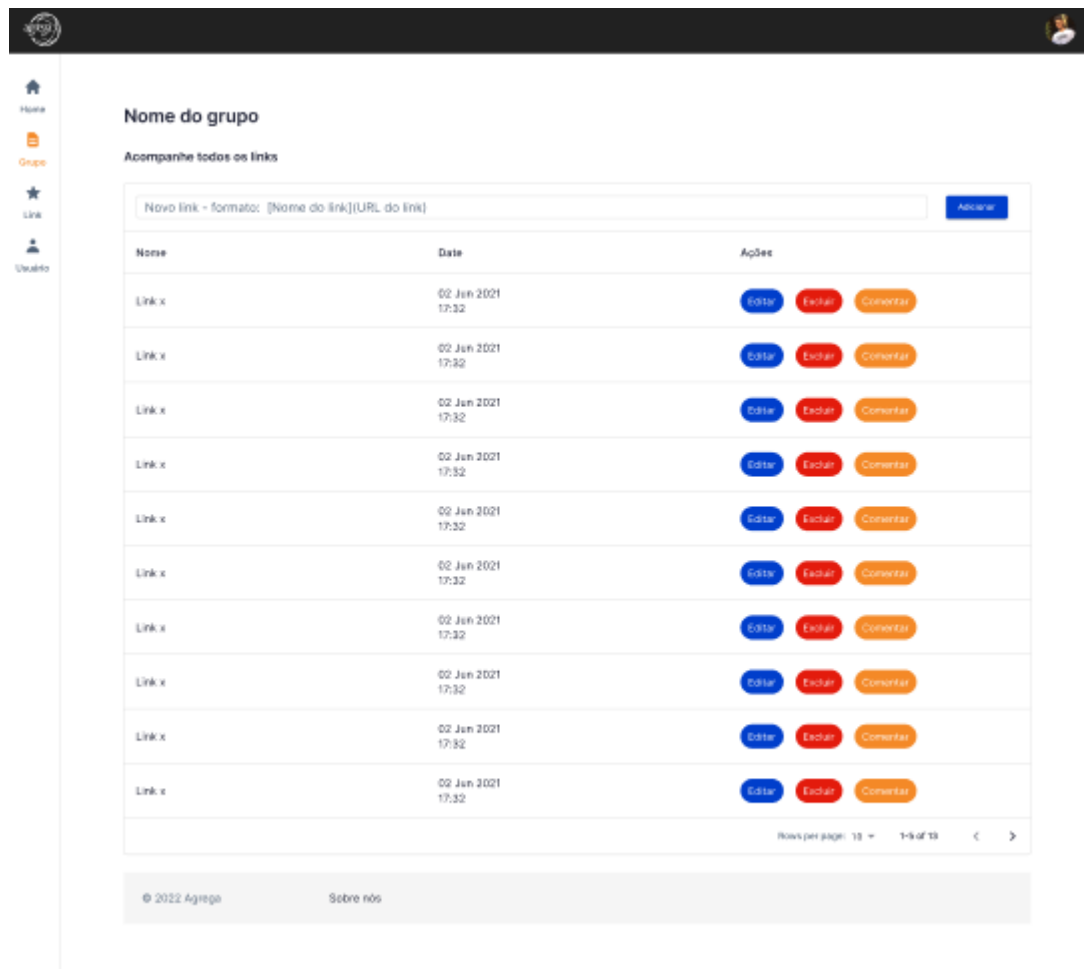 agrega
Home
Grupo
Link
Usuário
Nome do grupo
Acompanhe todos os links
Novo link - formato: [Nome do link](URL do link)
Adicionar
Nome Date Ações
Link x 02 Jun 2021 Editar Excluir Comentar
17:32
Link x 02 Jun 2021 Editar Excluir Comentar
17:32
Link x 02 Jun 2021 Editar Excluir Comentar
17:32
Link x 02 Jun 2021 Editar Excluir Comentar
17:32
Link x 02 Jun 2021 Editar Excluir Comentar
17:32
Link x 02 Jun 2021 Editar Excluir Comentar
17:32
Link x 02 Jun 2021 Editar Excluir Comentar
17:32
Link x 02 Jun 2021 Editar Excluir Comentar
17:32
Link x 02 Jun 2021 Editar Excluir Comentar
17:32
Link x 02 Jun 2021 Editar Excluir Comentar
17:32
Rows per page: 10 1-5 of 13
© 2022 Agrega Sobre nós